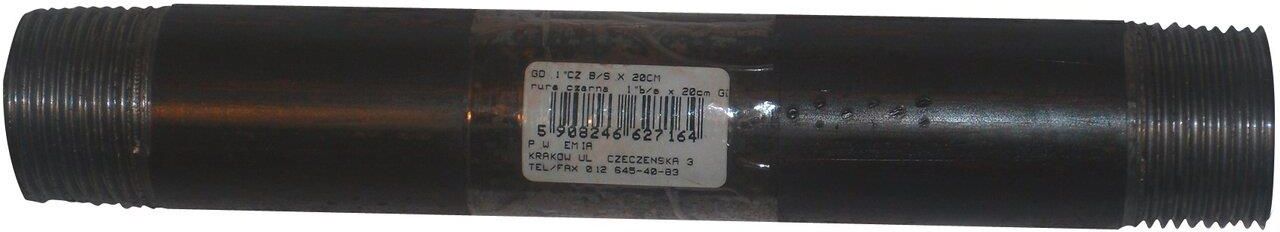 GD 1"CZ B/S X 20CM
rura czarna 1"b/s x 20cm
5 908246 627164
P W EMIA
KRAKOW UL CZECZENSKA 3
TEL/FAX 012 645-40-83